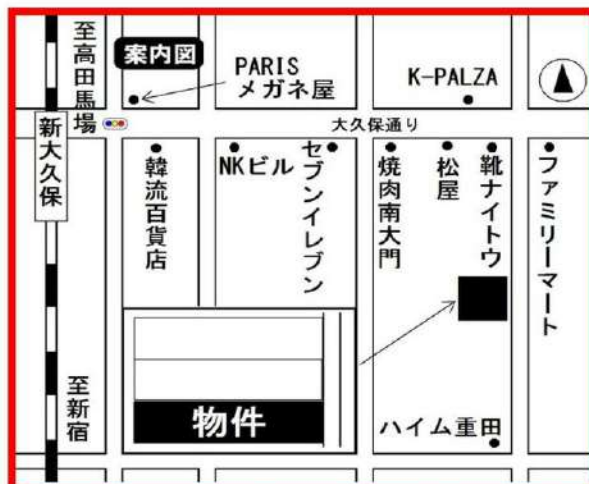 至高田馬場
案内図
PARIS
メガネ屋
K-PALZA
大久保通り
新大久保
韓流百貨店
NKビル
セブンイレブン
焼肉南大門
松屋
靴ナイトウ
ファミリーマート
至新宿
物件
ハイム重田